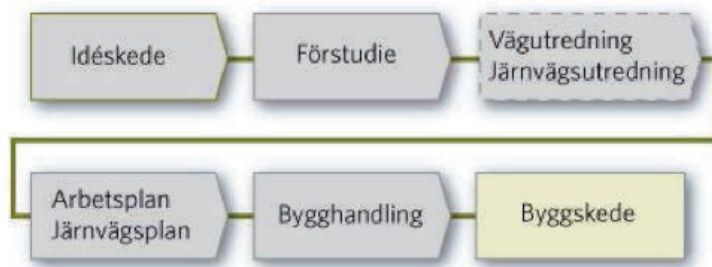 Idéskede
Förstudie
Vägutredning
Järnvägsutredning
Arbetsplan
Järnvägsplan
Bygghandling
Byggskede